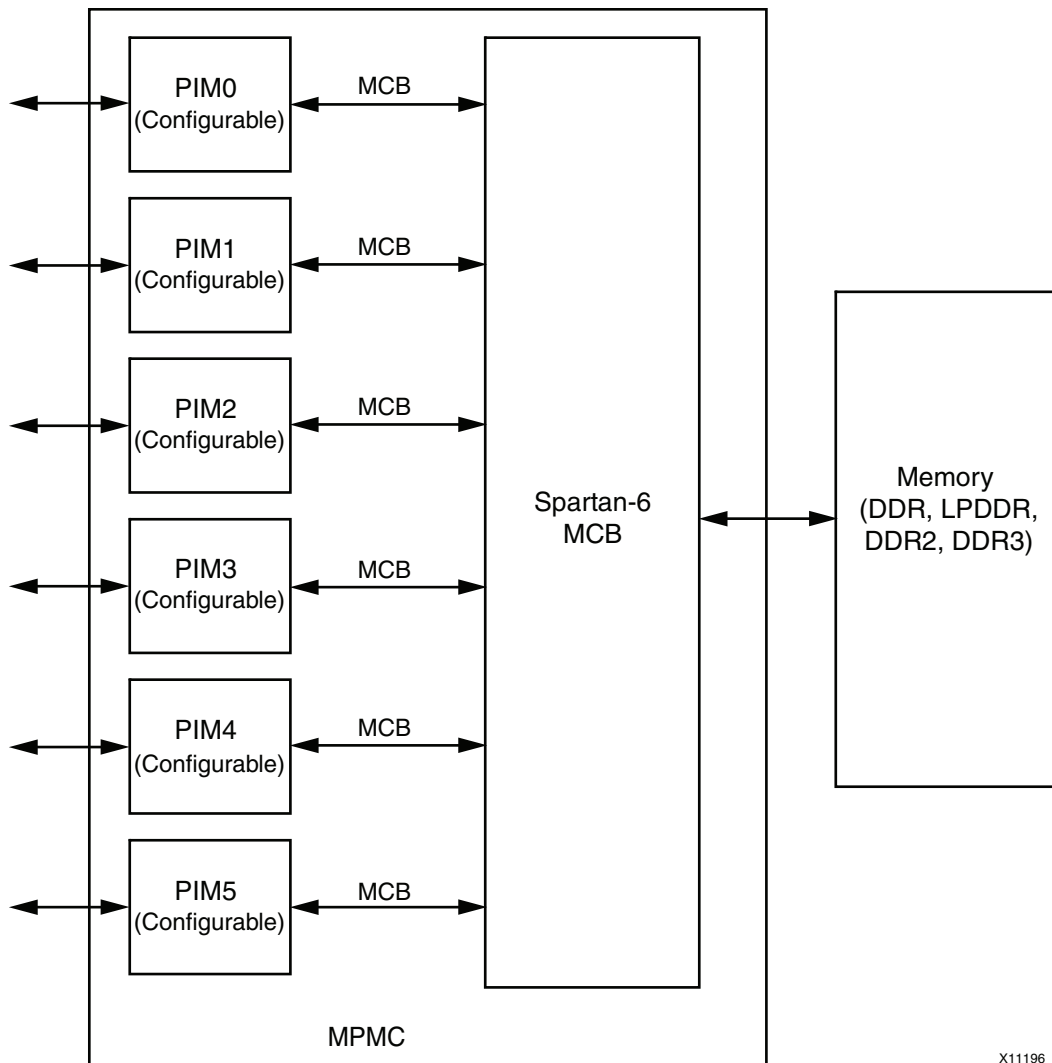 PIM0
(Configurable)
MCB
PIM1
(Configurable)
MCB
PIM2
(Configurable)
MCB
PIM3
(Configurable)
MCB
PIM4
(Configurable)
MCB
PIM5
(Configurable)
MCB
Spartan-6
MCB
Memory
(DDR, LPDDR,
DDR2, DDR3)
MPMC
X11196